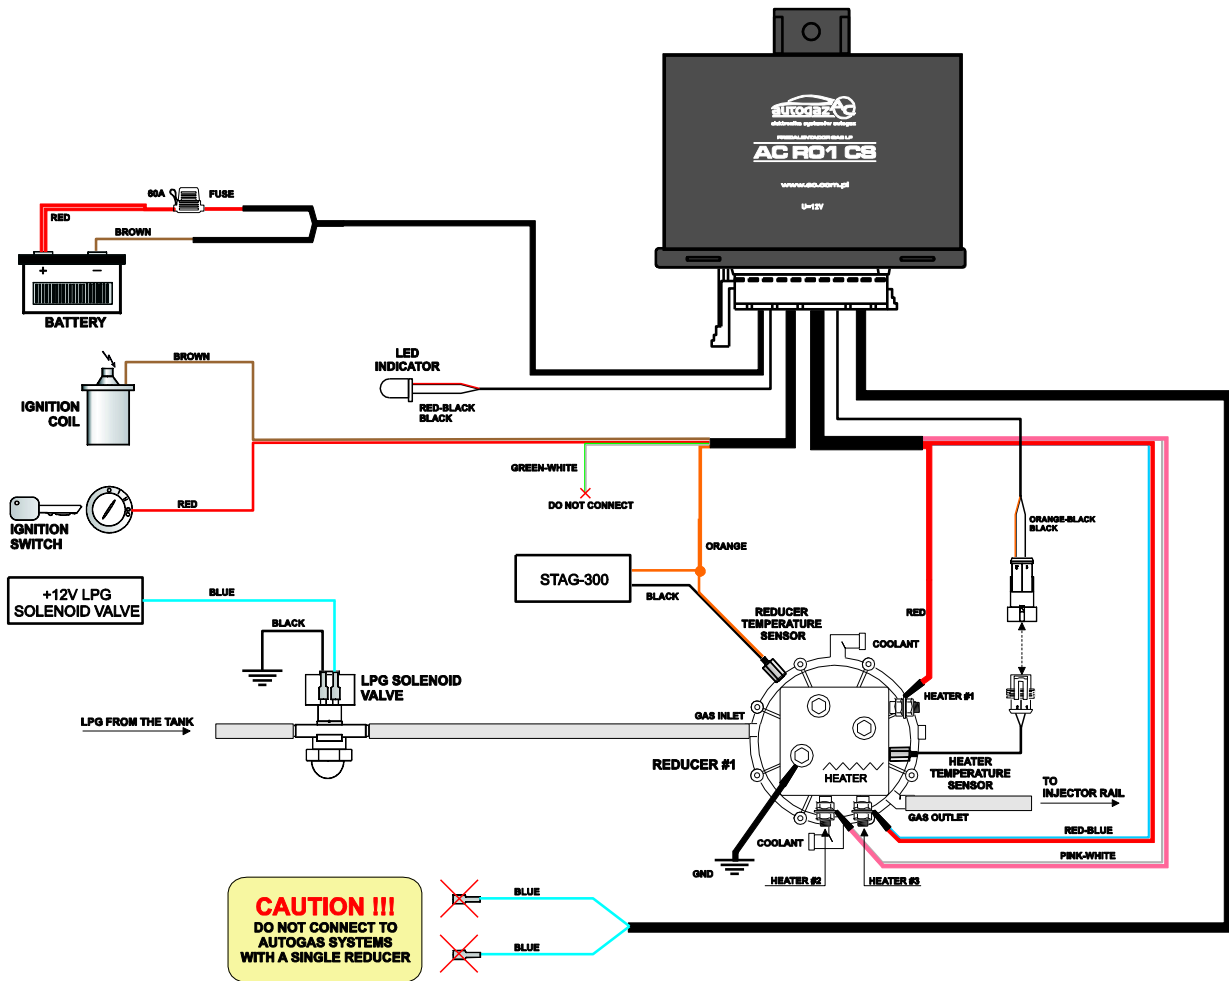 autogaz AC
elektronika systemów autogaz
AC R01 CS
www.ac.com.pl
U=12V
60A
FUSE
RED
BROWN
+
−
BATTERY
BROWN
IGNITION
COIL
LED
INDICATOR
RED-BLACK
BLACK
GREEN-WHITE
DO NOT CONNECT
RED
IGNITION
SWITCH
ORANGE
ORANGE-BLACK
BLACK
STAG-300
BLACK
+12V LPG
SOLENOID VALVE
BLUE
BLACK
REDUCER
TEMPERATURE
SENSOR
RED
COOLANT
LPG SOLENOID
VALVE
HEATER #1
LPG FROM THE TANK
GAS INLET
REDUCER #1
HEATER
HEATER
TEMPERATURE
SENSOR
TO
INJECTOR RAIL
GAS OUTLET
RED-BLUE
COOLANT
PINK-WHITE
GND
HEATER #2
HEATER #3
CAUTION !!!
DO NOT CONNECT TO
AUTOGAS SYSTEMS
WITH A SINGLE REDUCER
BLUE
BLUE